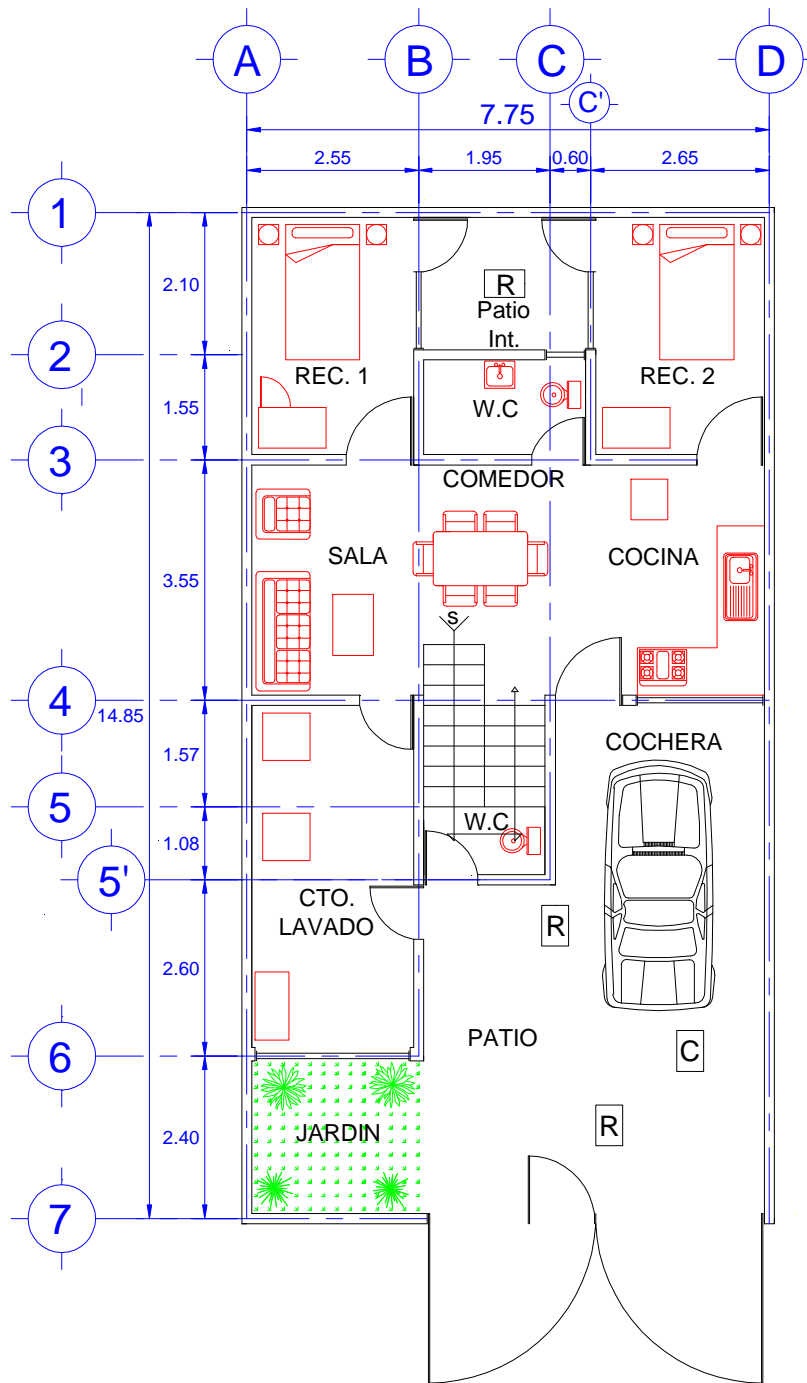 A
B
C
D
C'
7.75
2.55
1.95
0.60
2.65
1
2.10
R
Patio
Int.
2
REC. 1
REC. 2
W.C
1.55
3
COMEDOR
SALA
COCINA
3.55
s
4
14.85
COCHERA
1.57
5
W.C
1.08
5'
CTO.
LAVADO
R
2.60
PATIO
C
6
R
JARDIN
2.40
7